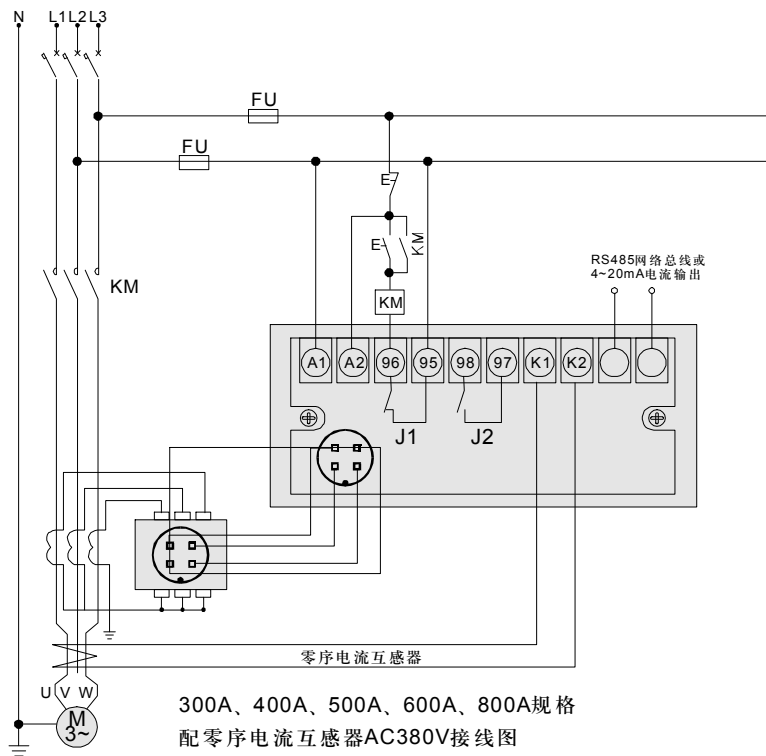 N L1 L2 L3
FU
FU
E
E
KM
KM
KM
RS485网络总线或
4~20mA电流输出
A1 A2 96 95 98 97 K1 K2
J1 J2
零序电流互感器
U V W
M
3~
300A、400A、500A、600A、800A规格
配零序电流互感器AC380V接线图